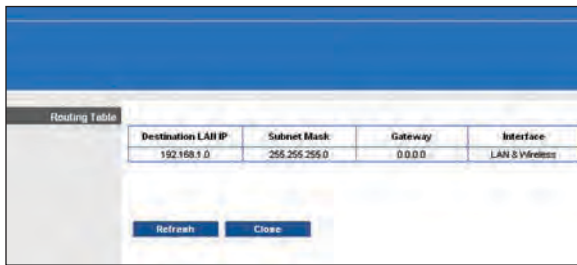 Routing Table
Destination LAN IP Subnet Mask Gateway Interface
192.168.1.0 255.255.255.0 0.0.0.0 LAN & Wireless
Refresh Close